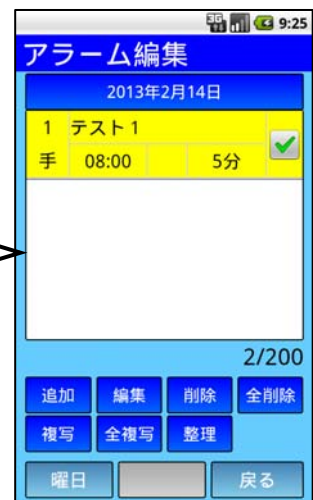 3G 9:25
アラーム編集
2013年2月14日
1 テスト1
手 08:00 5分
2/200
追加 編集 削除 全削除
複写 全複写 整理
曜日 戻る